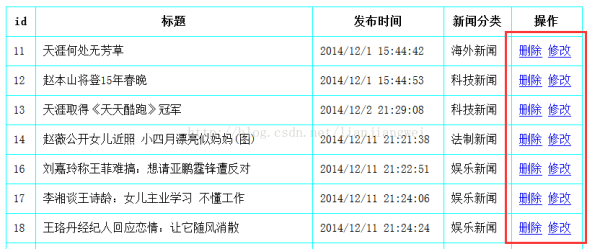 id 标题 发布时间 新闻分类 操作
11 天涯何处无芳草 2014/12/1 15:44:42 海外新闻 删除 修改
12 赵本山将登15年春晚 2014/12/1 15:44:53 科技新闻 删除 修改
13 天涯取得《天天酷跑》冠军 2014/12/2 21:29:08 科技新闻 删除 修改
http://blog.csdn.net/lianjiangwei
14 赵薇公开女儿近照 小四月漂亮似妈妈(图) 2014/12/11 21:21:38 法制新闻 删除 修改
16 刘嘉玲称王菲难搞：想请亚鹏霆锋遭反对 2014/12/11 21:22:51 娱乐新闻 删除 修改
17 李湘谈王诗龄：女儿主业学习 不懂工作 2014/12/11 21:24:06 娱乐新闻 删除 修改
18 王珞丹经纪人回应恋情：让它随风消散 2014/12/11 21:24:24 娱乐新闻 删除 修改